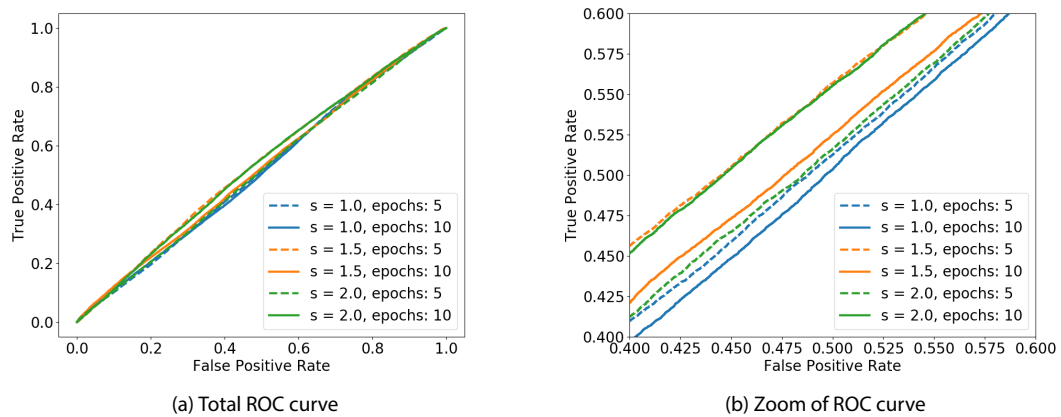 1.0
0.8
0.6
0.4
0.2
0.0
True Positive Rate
s = 1.0, epochs: 5
s = 1.0, epochs: 10
s = 1.5, epochs: 5
s = 1.5, epochs: 10
s = 2.0, epochs: 5
s = 2.0, epochs: 10
0.0 0.2 0.4 0.6 0.8 1.0
False Positive Rate
(a) Total ROC curve
0.600
0.575
0.550
0.525
0.500
0.475
0.450
0.425
0.400
True Positive Rate
s = 1.0, epochs: 5
s = 1.0, epochs: 10
s = 1.5, epochs: 5
s = 1.5, epochs: 10
s = 2.0, epochs: 5
s = 2.0, epochs: 10
0.400 0.425 0.450 0.475 0.500 0.525 0.550 0.575 0.600
False Positive Rate
(b) Zoom of ROC curve